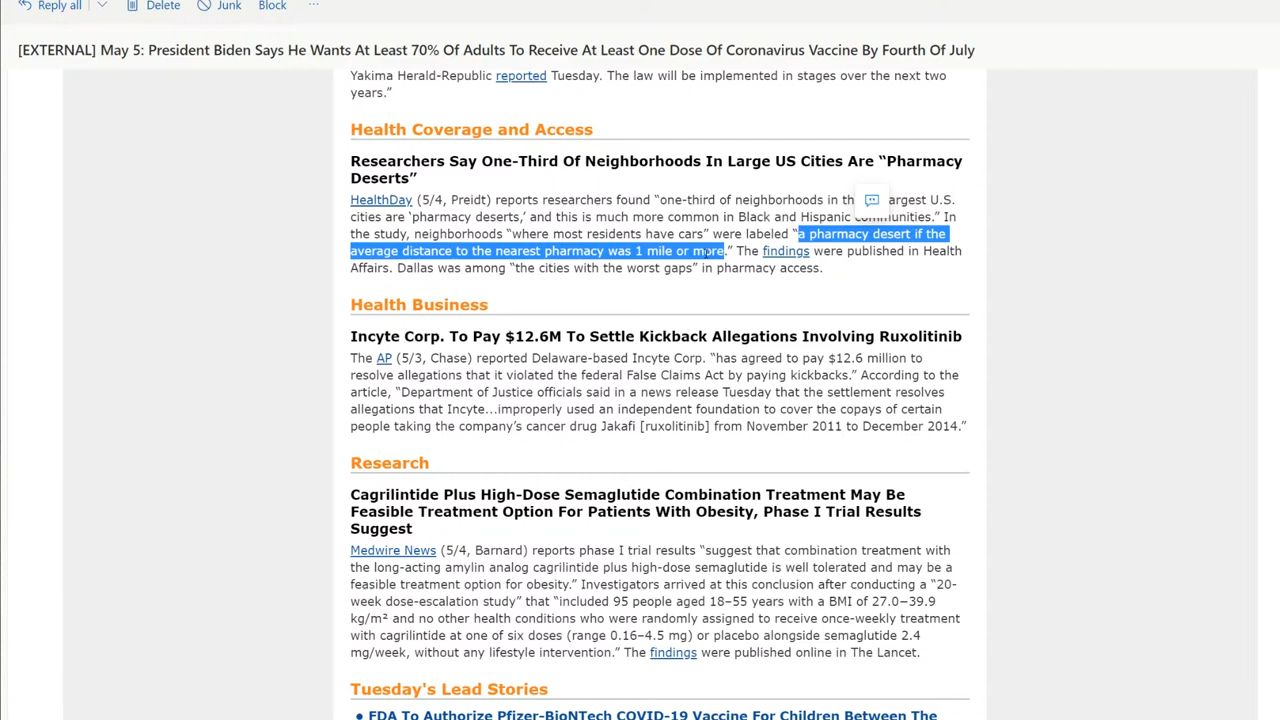 Reply all
Delete
Junk
Block
[EXTERNAL] May 5: President Biden Says He Wants At Least 70% Of Adults To Receive At Least One Dose Of Coronavirus Vaccine By Fourth Of July
Yakima Herald-Republic reported Tuesday. The law will be implemented in stages over the next two
years.”
Health Coverage and Access
Researchers Say One-Third Of Neighborhoods In Large US Cities Are “Pharmacy
Deserts”
HealthDay (5/4, Preidt) reports researchers found “one-third of neighborhoods in the largest U.S.
cities are ‘pharmacy deserts,’ and this is much more common in Black and Hispanic communities.” In
the study, neighborhoods “where most residents have cars” were labeled “a pharmacy desert if the
average distance to the nearest pharmacy was 1 mile or more.” The findings were published in Health
Affairs. Dallas was among “the cities with the worst gaps” in pharmacy access.
Health Business
Incyte Corp. To Pay $12.6M To Settle Kickback Allegations Involving Ruxolitinib
The AP (5/3, Chase) reported Delaware-based Incyte Corp. “has agreed to pay $12.6 million to
resolve allegations that it violated the federal False Claims Act by paying kickbacks.” According to the
article, “Department of Justice officials said in a news release Tuesday that the settlement resolves
allegations that Incyte...improperly used an independent foundation to cover the copays of certain
people taking the company’s cancer drug Jakafi [ruxolitinib] from November 2011 to December 2014.”
Research
Cagrilintide Plus High-Dose Semaglutide Combination Treatment May Be
Feasible Treatment Option For Patients With Obesity, Phase I Trial Results
Suggest
Medwire News (5/4, Barnard) reports phase I trial results “suggest that combination treatment with
the long-acting amylin analog cagrilintide plus high-dose semaglutide is well tolerated and may be a
feasible treatment option for obesity.” Investigators arrived at this conclusion after conducting a “20-
week dose-escalation study” that “included 95 people aged 18–55 years with a BMI of 27.0–39.9
kg/m² and no other health conditions who were randomly assigned to receive once-weekly treatment
with cagrilintide at one of six doses (range 0.16–4.5 mg) or placebo alongside semaglutide 2.4
mg/week, without any lifestyle intervention.” The findings were published online in The Lancet.
Tuesday's Lead Stories
• FDA To Authorize Pfizer-BioNTech COVID-19 Vaccine For Children Between The